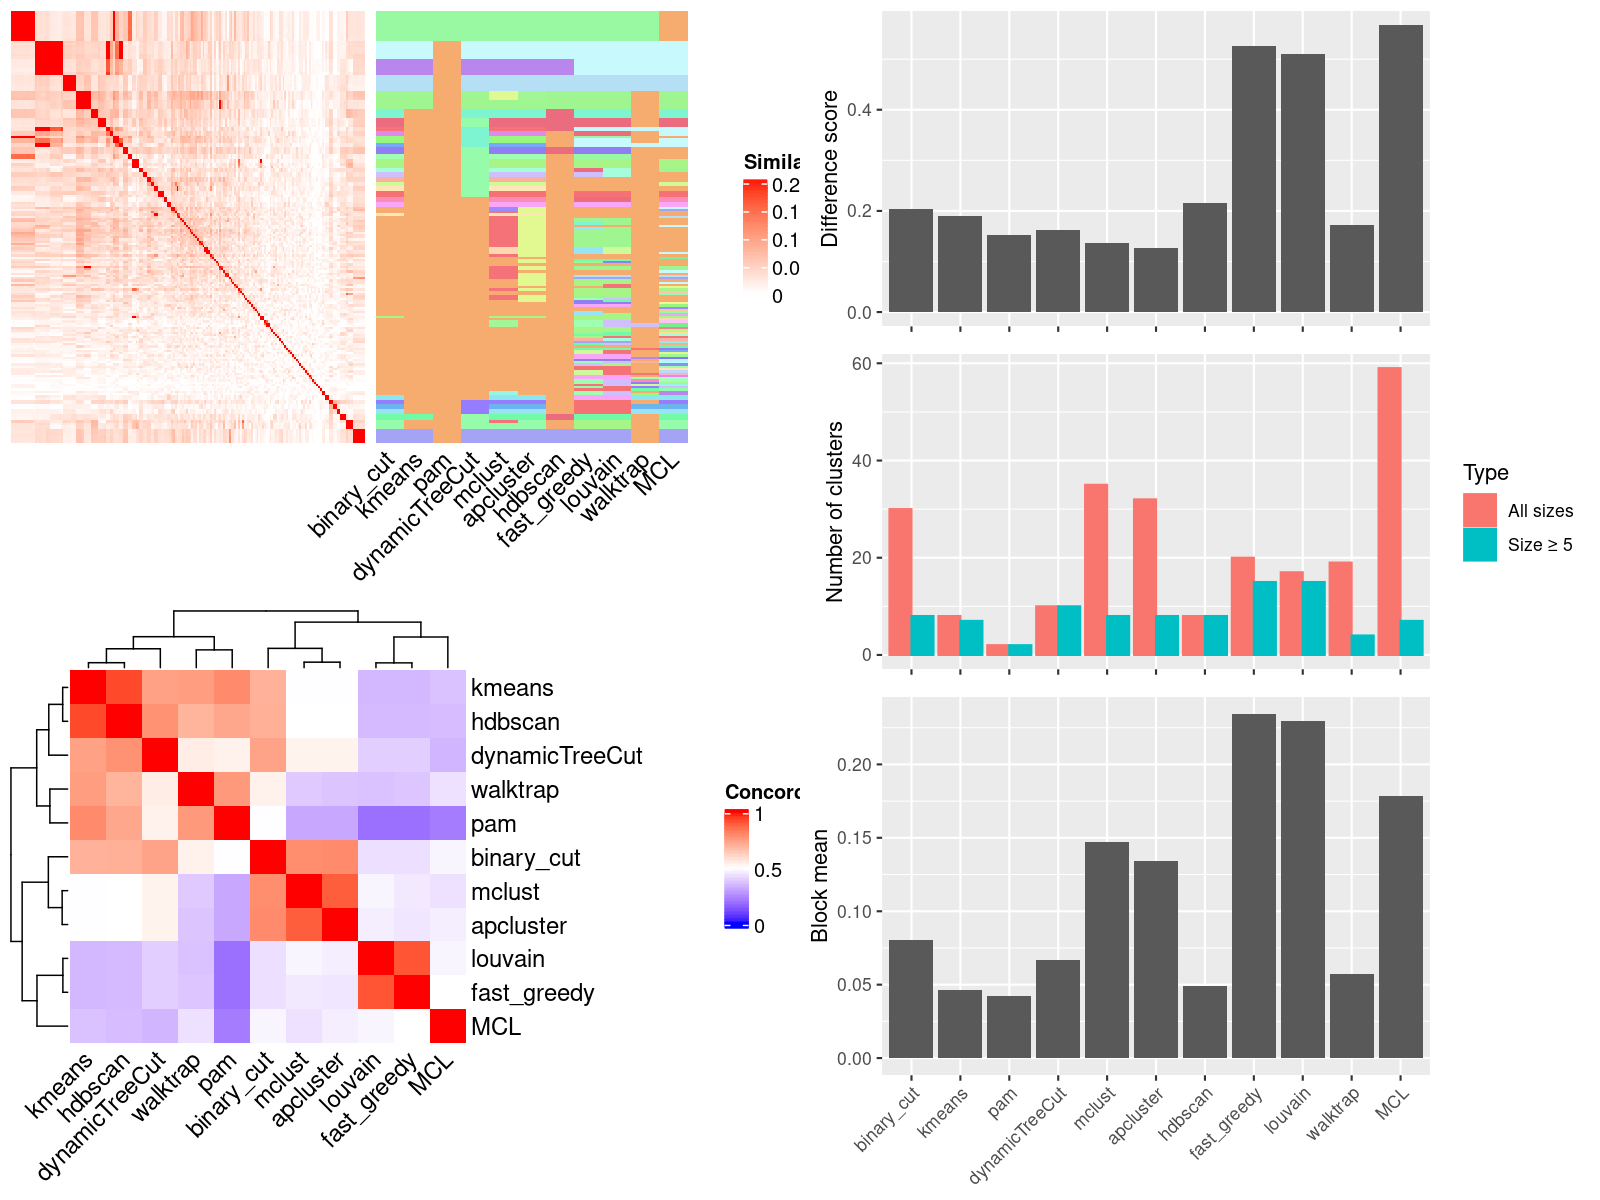 Simila
0.2
0.1
0.1
0.0
0
binary_cut
kmeans
pam
dynamicTreeCut
mclust
apcluster
hdbscan
fast_greedy
louvain
walktrap
MCL
kmeans
hdbscan
dynamicTreeCut
walktrap
pam
binary_cut
mclust
apcluster
louvain
fast_greedy
MCL
kmeans
hdbscan
dynamicTreeCut
walktrap
pam
binary_cut
mclust
apcluster
louvain
fast_greedy
MCL
Concord
1
0.5
0
Difference score
0.4
0.2
0.0
Number of clusters
60
40
20
0
Type
All sizes
Size ≥ 5
Block mean
0.20
0.15
0.10
0.05
0.00
binary_cut
kmeans
pam
dynamicTreeCut
mclust
apcluster
hdbscan
fast_greedy
louvain
walktrap
MCL